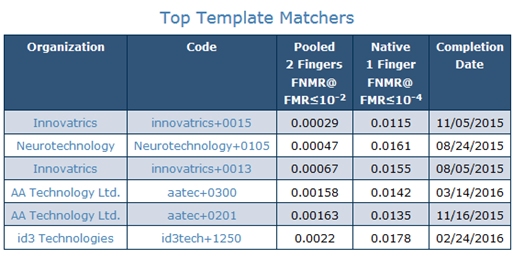 Top Template Matchers
Organization Code Pooled Native Completion
2 Fingers 1 Finger Date
FNMR@ FNMR@
FMR≤10⁻² FMR≤10⁻⁴
Innovatrics innovatrics+0015 0.00029 0.0115 11/05/2015
Neurotechnology Neurotechnology+0105 0.00047 0.0161 08/24/2015
Innovatrics innovatrics+0013 0.00067 0.0155 08/05/2015
AA Technology Ltd. aatec+0300 0.00158 0.0142 03/14/2016
AA Technology Ltd. aatec+0201 0.00163 0.0135 11/16/2015
id3 Technologies id3tech+1250 0.0022 0.0178 02/24/2016